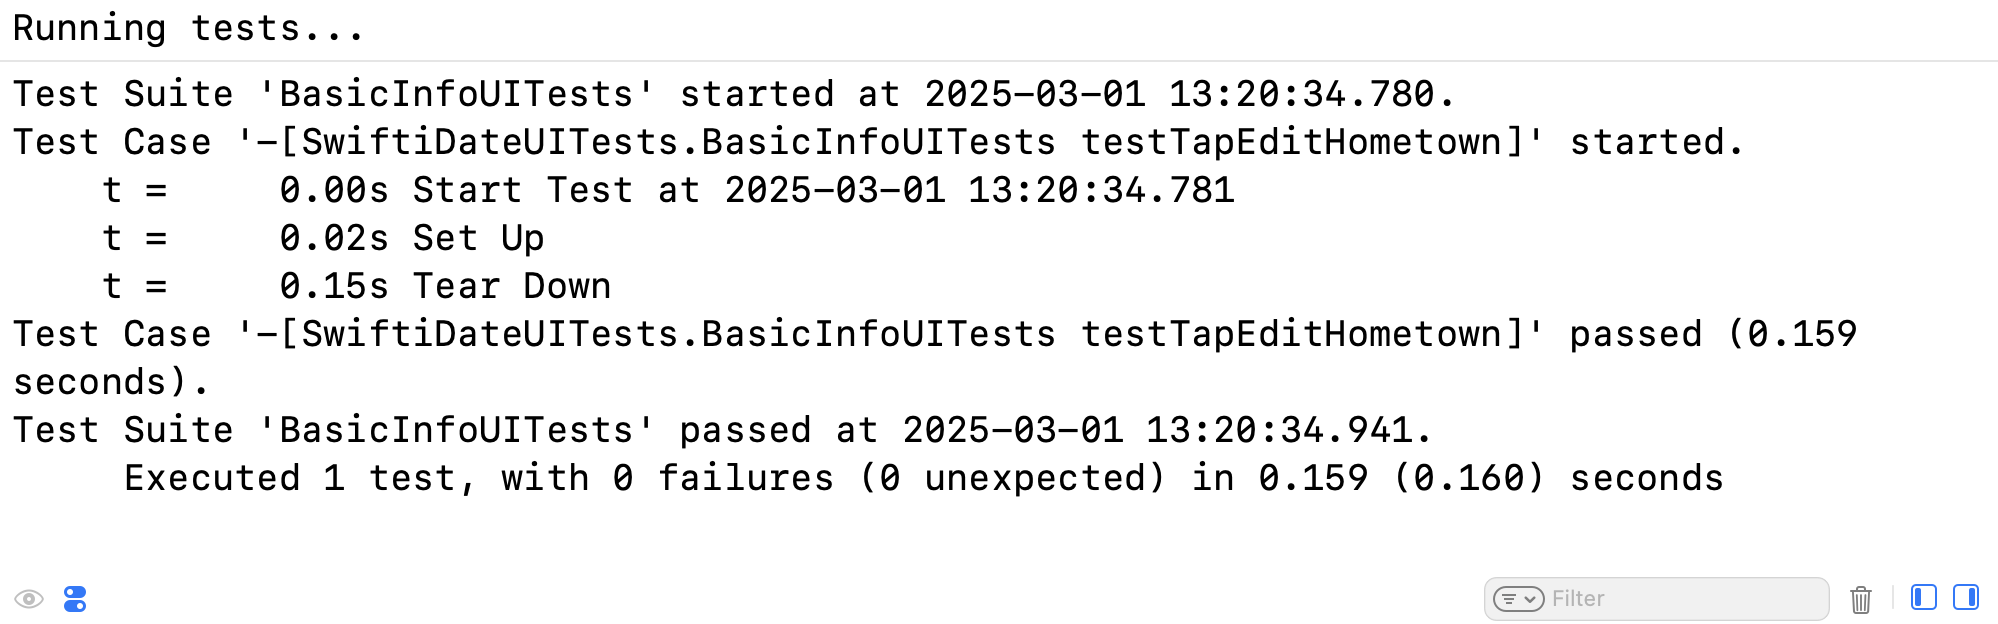 Running tests...
Test Suite 'BasicInfoUITests' started at 2025-03-01 13:20:34.780.
Test Case '-[SwiftiDateUITests.BasicInfoUITests testTapEditHometown]' started.
    t =     0.00s Start Test at 2025-03-01 13:20:34.781
    t =     0.02s Set Up
    t =     0.15s Tear Down
Test Case '-[SwiftiDateUITests.BasicInfoUITests testTapEditHometown]' passed (0.159
seconds).
Test Suite 'BasicInfoUITests' passed at 2025-03-01 13:20:34.941.
     Executed 1 test, with 0 failures (0 unexpected) in 0.159 (0.160) seconds
Filter